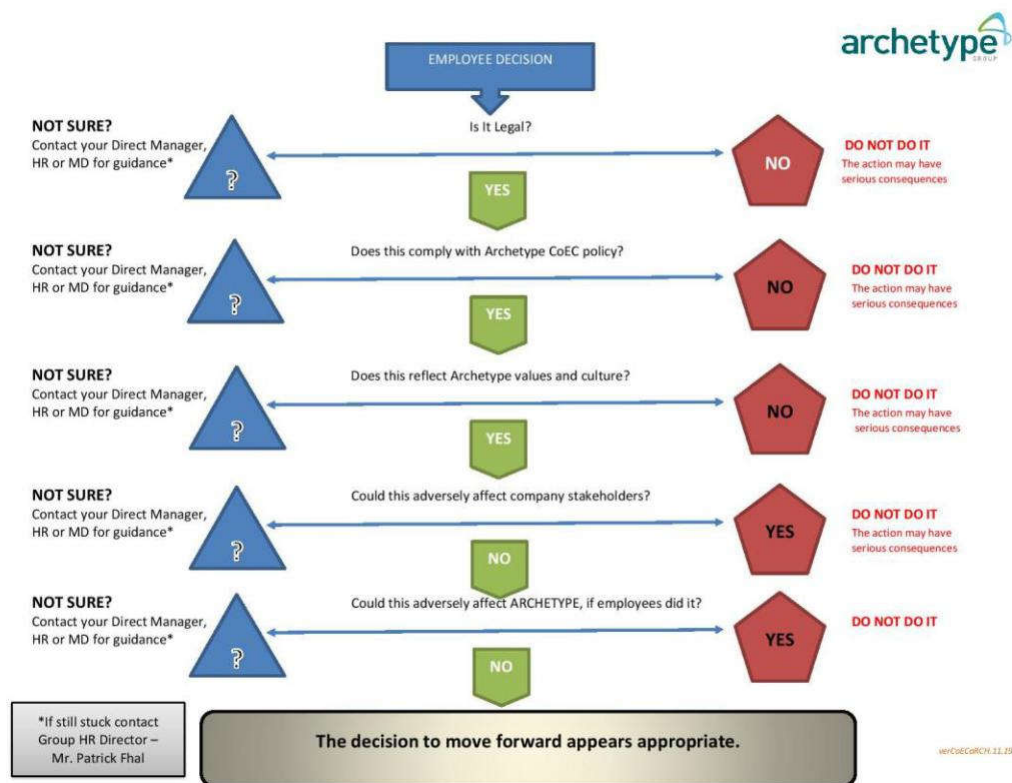 archetype
GROUP
EMPLOYEE DECISION
Is It Legal?
NOT SURE?
Contact your Direct Manager,
HR or MD for guidance*
?
NO
DO NOT DO IT
The action may have
serious consequences
YES
Does this comply with Archetype CoEC policy?
NOT SURE?
Contact your Direct Manager,
HR or MD for guidance*
?
NO
DO NOT DO IT
The action may have
serious consequences
YES
Does this reflect Archetype values and culture?
NOT SURE?
Contact your Direct Manager,
HR or MD for guidance*
?
NO
DO NOT DO IT
The action may have
serious consequences
YES
Could this adversely affect company stakeholders?
NOT SURE?
Contact your Direct Manager,
HR or MD for guidance*
?
YES
DO NOT DO IT
The action may have
serious consequences
NO
Could this adversely affect ARCHETYPE, if employees did it?
NOT SURE?
Contact your Direct Manager,
HR or MD for guidance*
?
YES
DO NOT DO IT
NO
*If still stuck contact
Group HR Director –
Mr. Patrick Fhal
The decision to move forward appears appropriate.